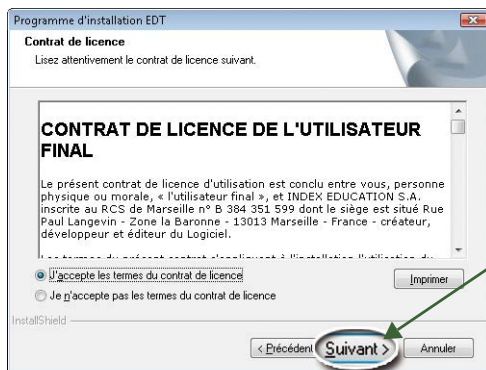 Programme d'installation EDT
Contrat de licence
Lisez attentivement le contrat de licence suivant.
CONTRAT DE LICENCE DE L'UTILISATEUR
FINAL
Le présent contrat de licence d'utilisation est conclu entre vous, personne
physique ou morale, « l'utilisateur final », et INDEX EDUCATION S.A.
inscrite au RCS de Marseille n° B 384 351 599 dont le siège est situé Rue
Paul Langevin - Zone la Baronne - 13013 Marseille - France - créateur,
développeur et éditeur du Logiciel.
J'accepte les termes du contrat de licence
Imprimer
Je n'accepte pas les termes du contrat de licence
InstallShield
< Précédent Suivant > Annuler